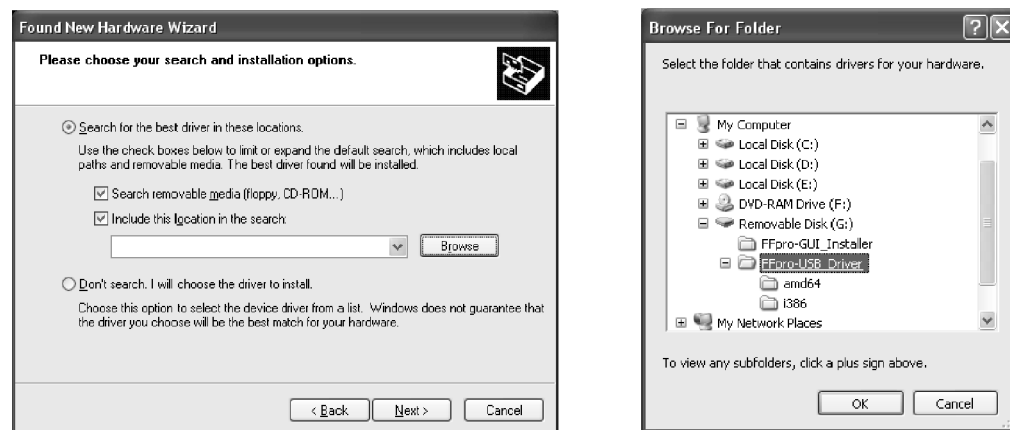 Found New Hardware Wizard
Please choose your search and installation options.
Search for the best driver in these locations.
Use the check boxes below to limit or expand the default search, which includes local
paths and removable media. The best driver found will be installed.
Search removable media (floppy, CD-ROM...)
Include this location in the search:
Browse
Don't search. I will choose the driver to install.
Choose this option to select the device driver from a list. Windows does not guarantee that
the driver you choose will be the best match for your hardware.
< Back Next > Cancel
Browse For Folder
Select the folder that contains drivers for your hardware.
My Computer
Local Disk (C:)
Local Disk (D:)
Local Disk (E:)
DVD-RAM Drive (F:)
Removable Disk (G:)
FFpro-GUI_Installer
FFpro-USB_Driver
amd64
i386
My Network Places
To view any subfolders, click a plus sign above.
OK Cancel